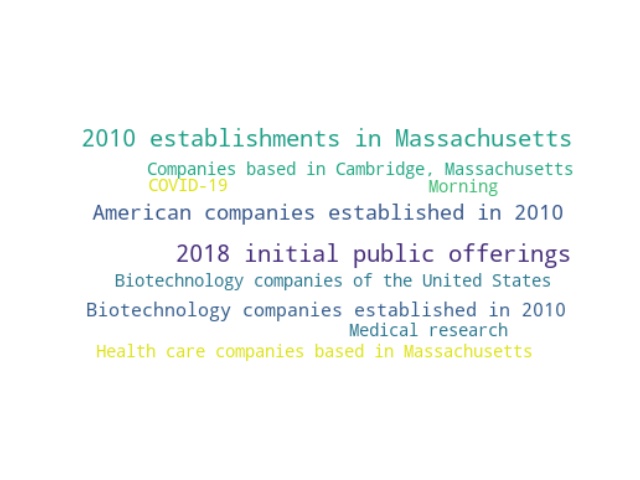 2010 establishments in Massachusetts
Companies based in Cambridge, Massachusetts
COVID-19 Morning
American companies established in 2010
2018 initial public offerings
Biotechnology companies of the United States
Biotechnology companies established in 2010
Medical research
Health care companies based in Massachusetts